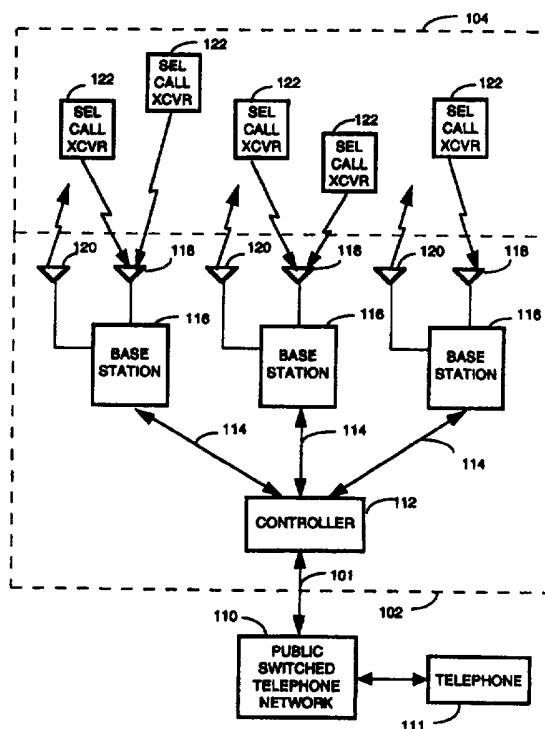 104
122
SEL
CALL
XCVR
122
SEL
CALL
XCVR
122
SEL
CALL
XCVR
122
SEL
CALL
XCVR
122
SEL
CALL
XCVR
120
118
120
118
120
118
116
BASE
STATION
116
BASE
STATION
116
BASE
STATION
114
114
114
112
CONTROLLER
101
102
110
PUBLIC
SWITCHED
TELEPHONE
NETWORK
TELEPHONE
111